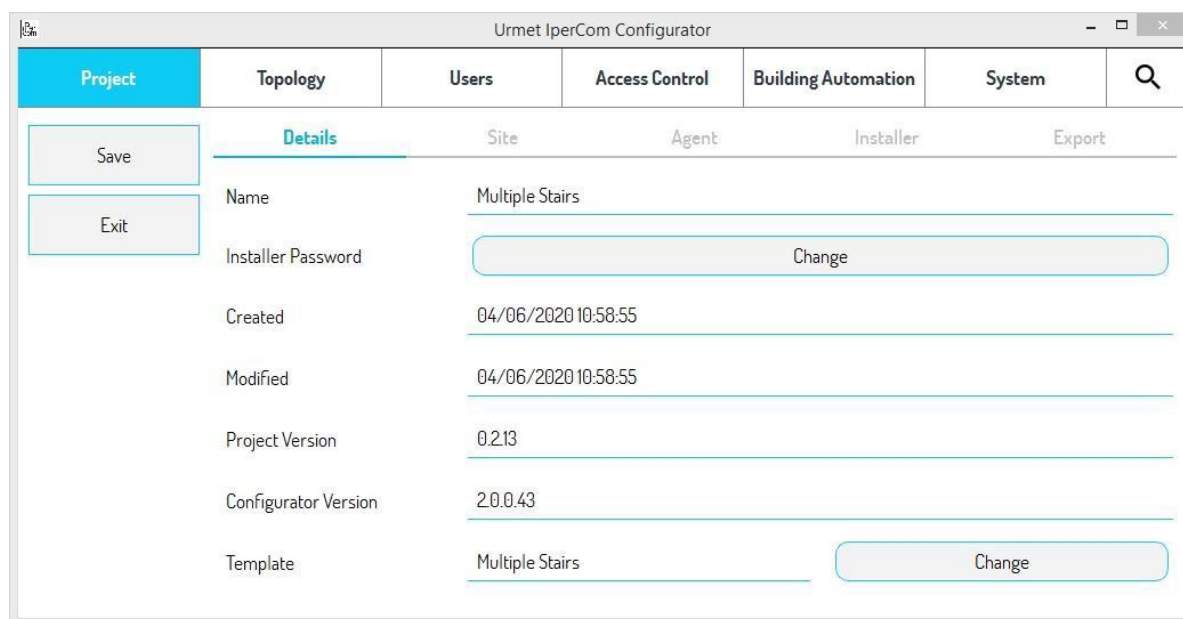 Urmet IperCom Configurator
Project Topology Users Access Control Building Automation System
Save
Exit
Details Site Agent Installer Export
Name Multiple Stairs
Installer Password Change
Created 04/06/2020 10:58:55
Modified 04/06/2020 10:58:55
Project Version 0.2.13
Configurator Version 2.0.0.43
Template Multiple Stairs Change